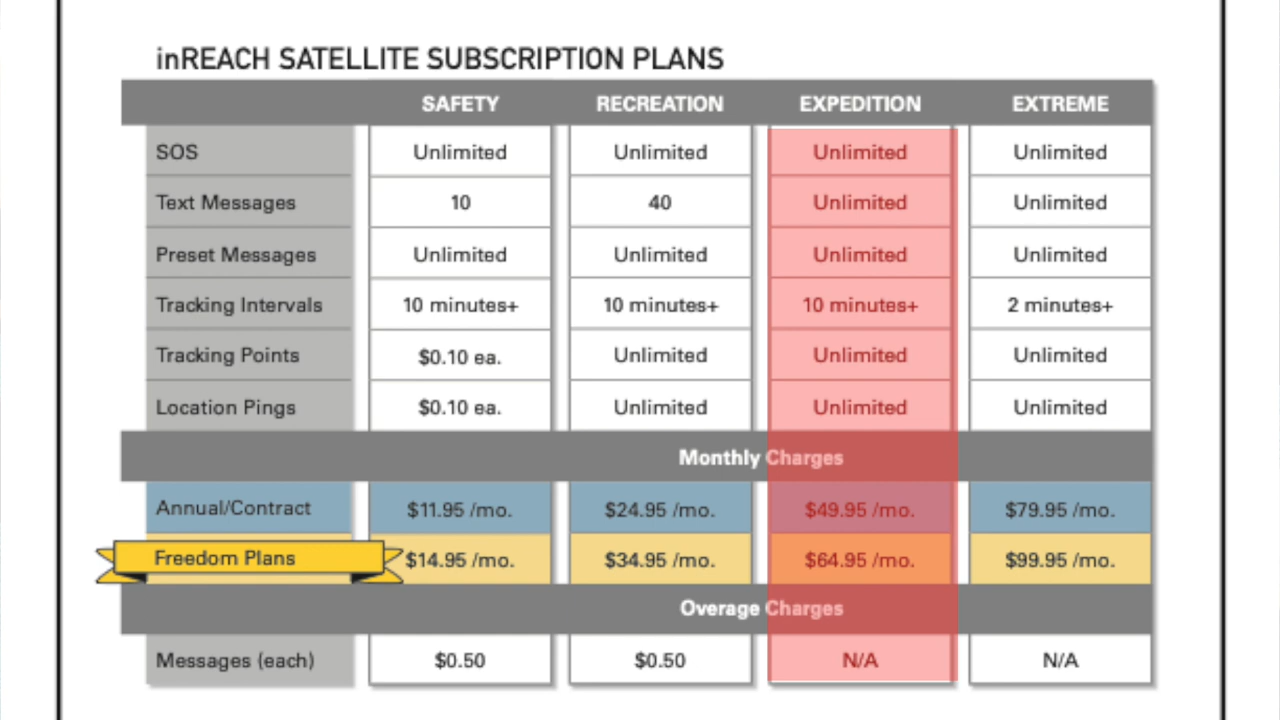 inREACH SATELLITE SUBSCRIPTION PLANS
SAFETY RECREATION EXPEDITION EXTREME
SOS Unlimited Unlimited Unlimited Unlimited
Text Messages 10 40 Unlimited Unlimited
Preset Messages Unlimited Unlimited Unlimited Unlimited
Tracking Intervals 10 minutes+ 10 minutes+ 10 minutes+ 2 minutes+
Tracking Points $0.10 ea. Unlimited Unlimited Unlimited
Location Pings $0.10 ea. Unlimited Unlimited Unlimited
Monthly Charges
Annual/Contract $11.95 /mo. $24.95 /mo. $49.95 /mo. $79.95 /mo.
Freedom Plans $14.95 /mo. $34.95 /mo. $64.95 /mo. $99.95 /mo.
Overage Charges
Messages (each) $0.50 $0.50 N/A N/A